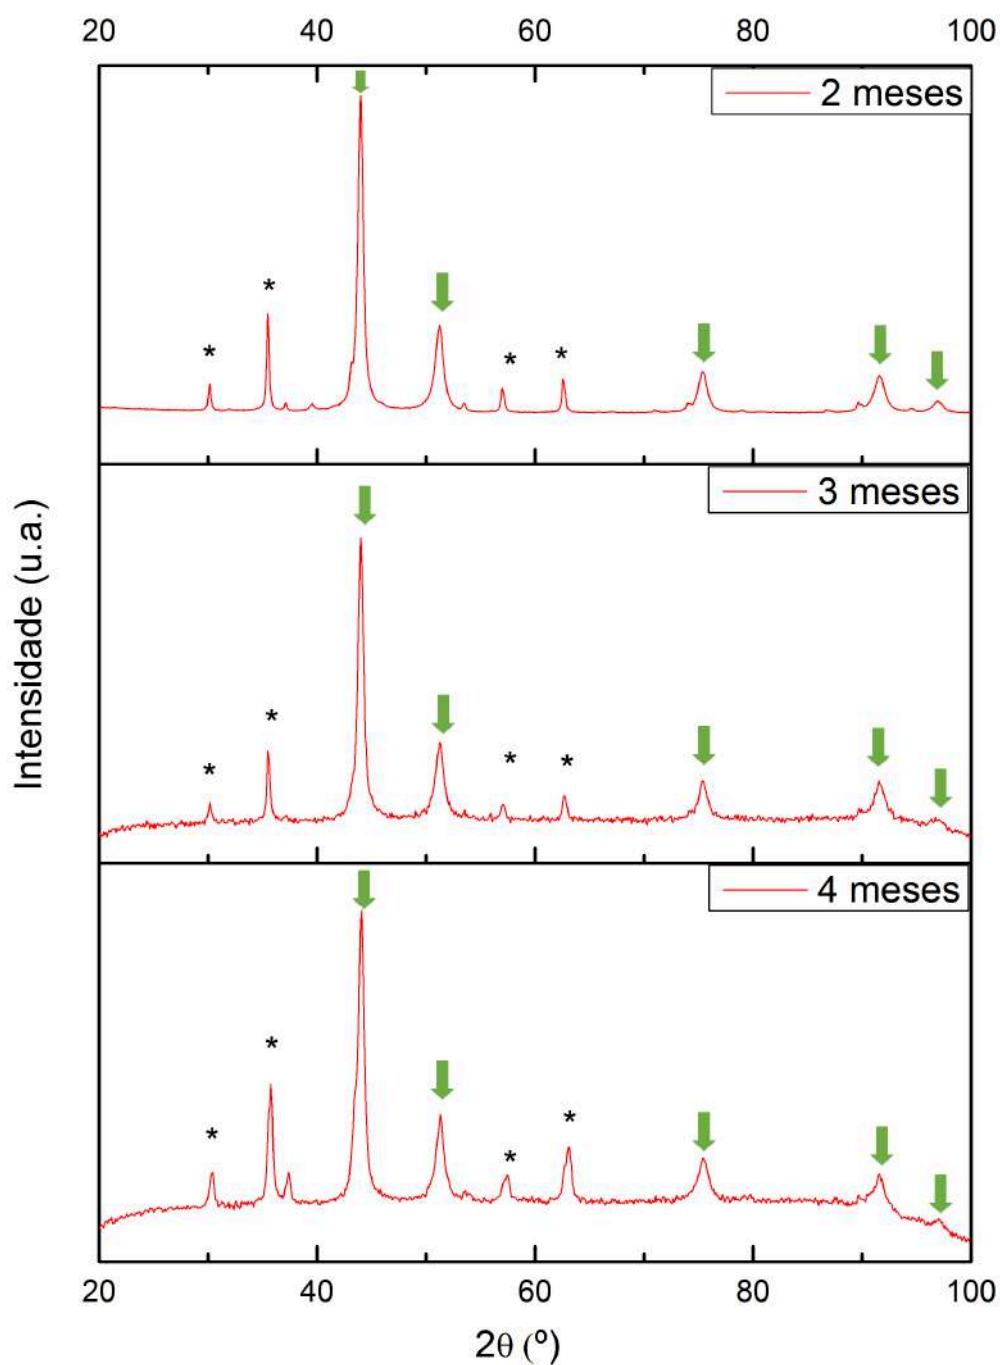 20 40 60 80 100
2 meses
* * * *
3 meses
* * * *
4 meses
* * * *
Intensidade (u.a.)
20 40 60 80 100
2θ (º)